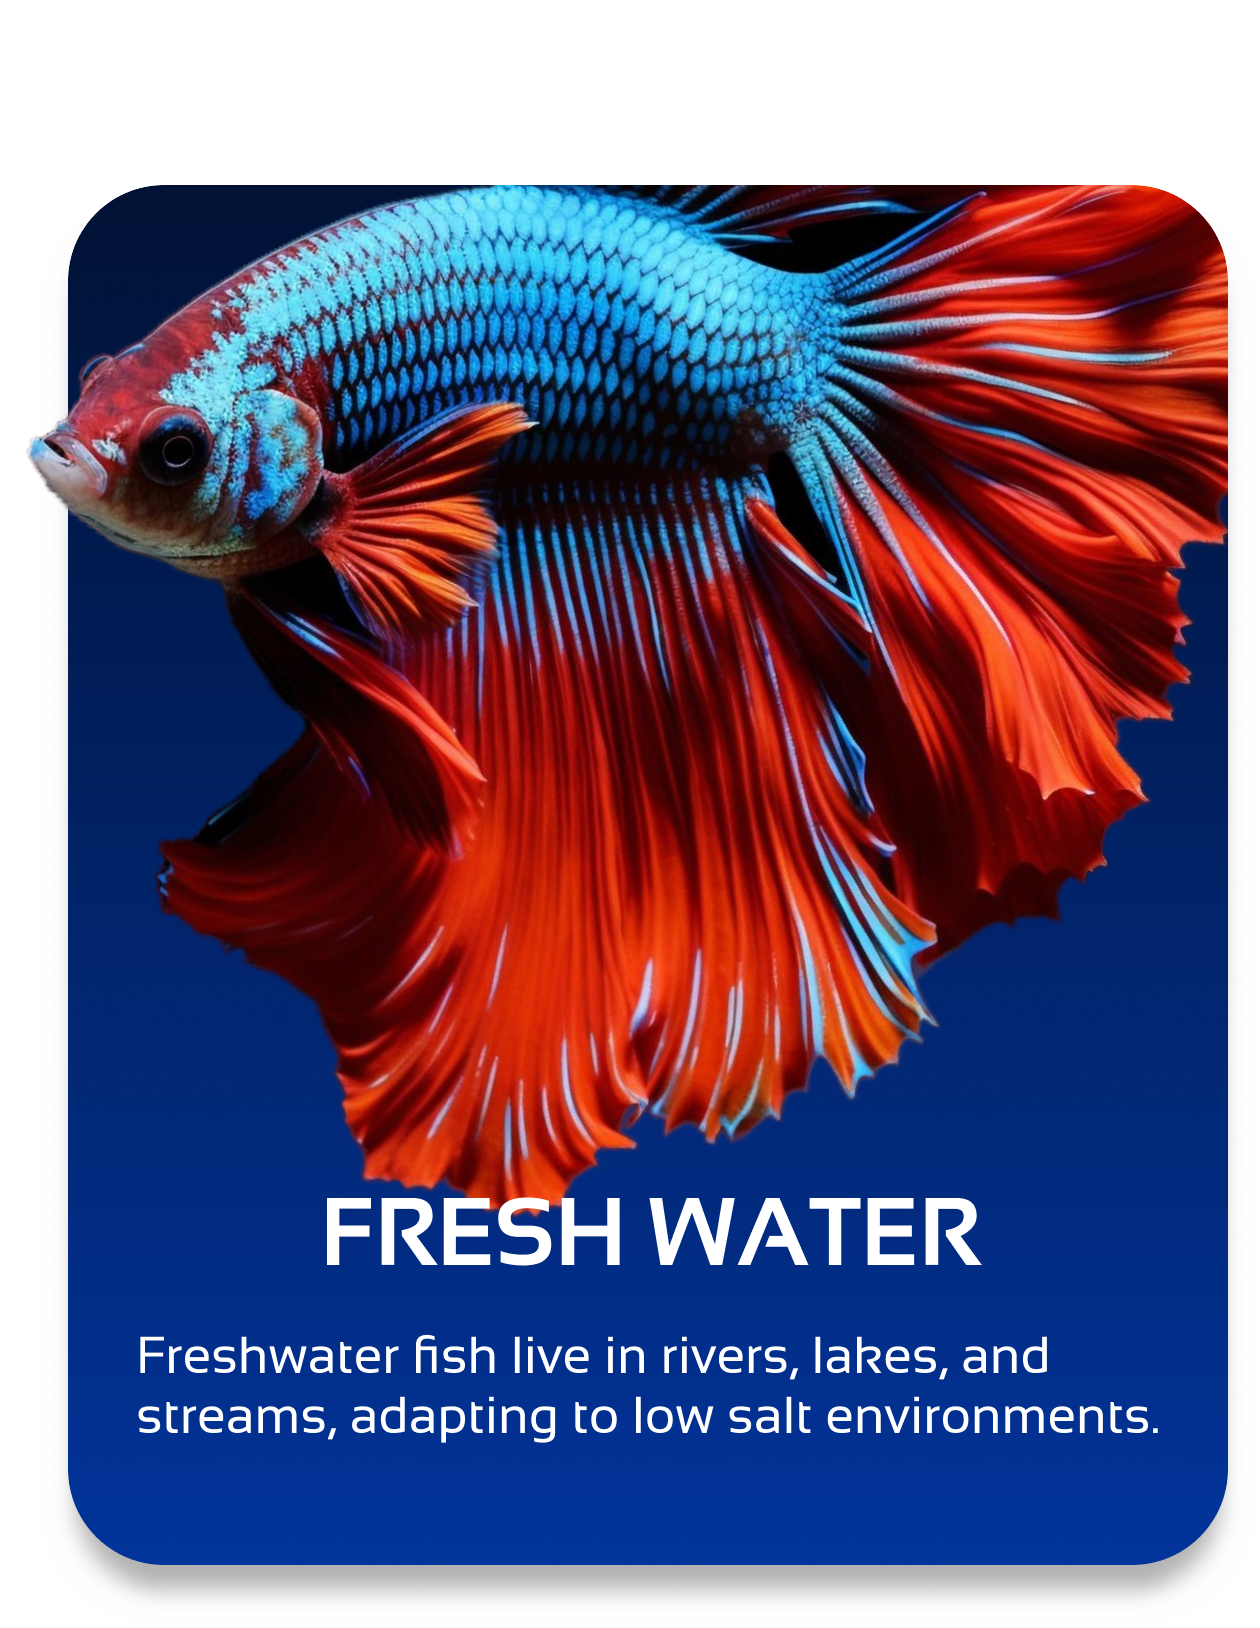 FRESH WATER
Freshwater fish live in rivers, lakes, and
streams, adapting to low salt environments.